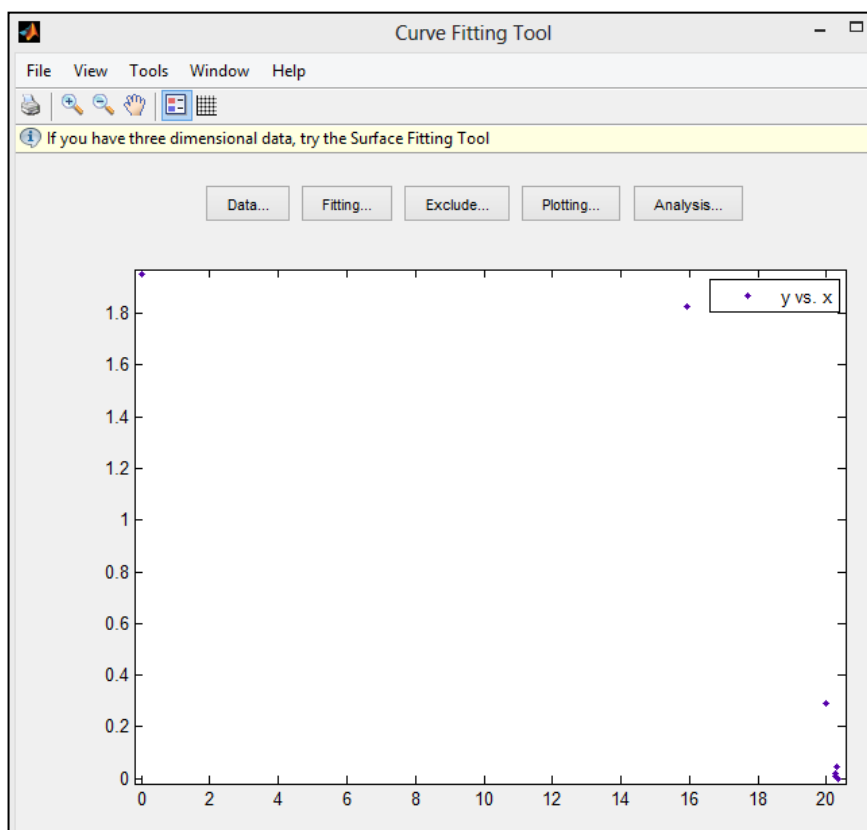 Curve Fitting Tool
File View Tools Window Help
If you have three dimensional data, try the Surface Fitting Tool
Data... Fitting... Exclude... Plotting... Analysis...
y vs. x
1.8
1.6
1.4
1.2
1
0.8
0.6
0.4
0.2
0
0 2 4 6 8 10 12 14 16 18 20